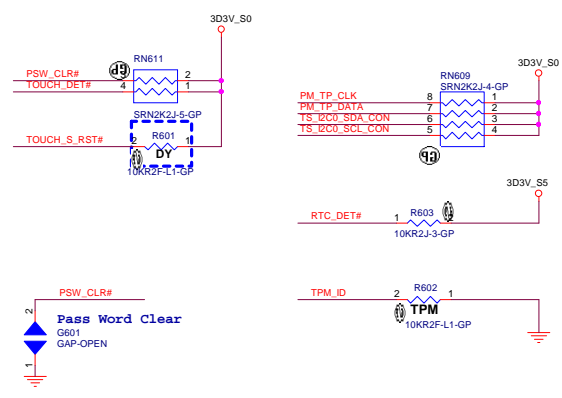 3D3V_S0
RN611
PSW_CLR# 3 2
TOUCH_DET# 4 1
SRN2K2J-5-GP
TOUCH_S_RST# 2 R601 1
DY
10KR2F-L1-GP
3D3V_S0
RN609
SRN2K2J-4-GP
PM_TP_CLK 8 1
PM_TP_DATA 7 2
TS_I2C0_SDA_CON 6 3
TS_I2C0_SCL_CON 5 4
3D3V_S5
RTC_DET# 1 R603 2
10KR2J-3-GP
PSW_CLR#
2
Pass Word Clear
G601
GAP-OPEN
1
TPM_ID 2 R602 1
TPM
10KR2F-L1-GP